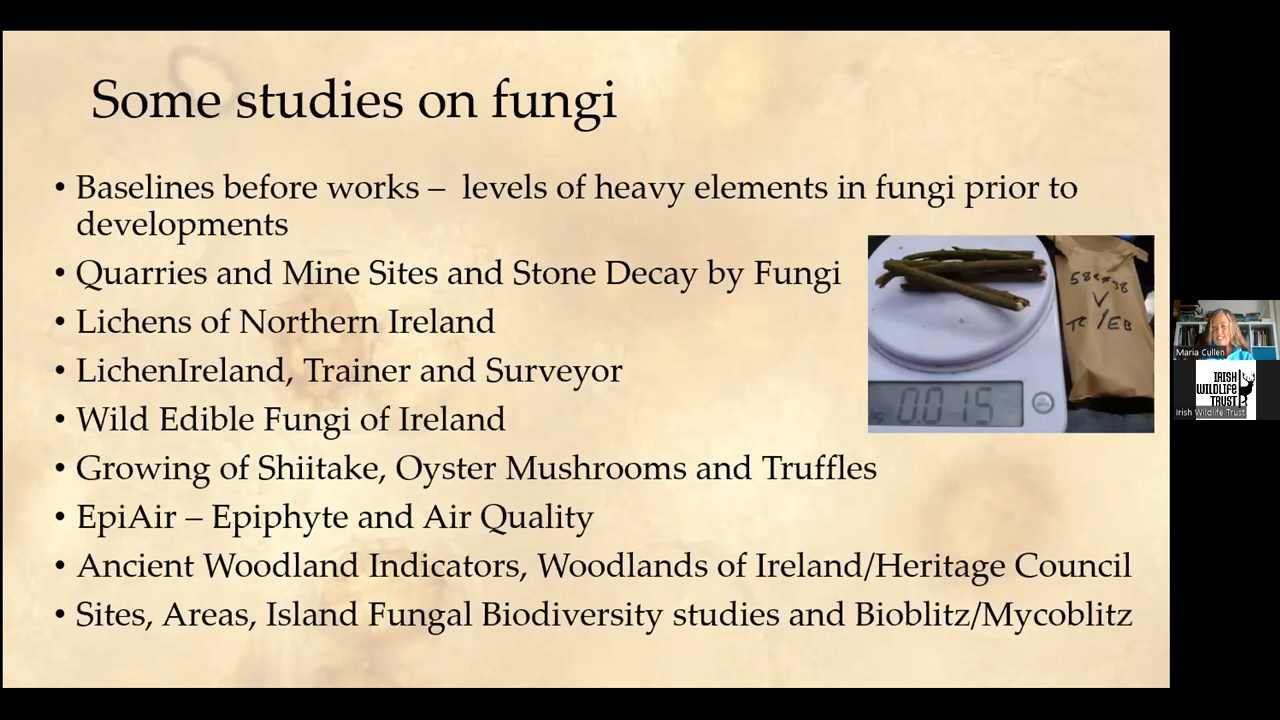 Some studies on fungi
• Baselines before works –  levels of heavy elements in fungi prior to
developments
• Quarries and Mine Sites and Stone Decay by Fungi
• Lichens of Northern Ireland
• LichenIreland, Trainer and Surveyor
• Wild Edible Fungi of Ireland
• Growing of Shiitake, Oyster Mushrooms and Truffles
• EpiAir – Epiphyte and Air Quality
• Ancient Woodland Indicators, Woodlands of Ireland/Heritage Council
• Sites, Areas, Island Fungal Biodiversity studies and Bioblitz/Mycoblitz
V
/EB
0.015
Maria Cullen
IRISH
WILDLIFE
TRUST
Irish Wildlife Trust